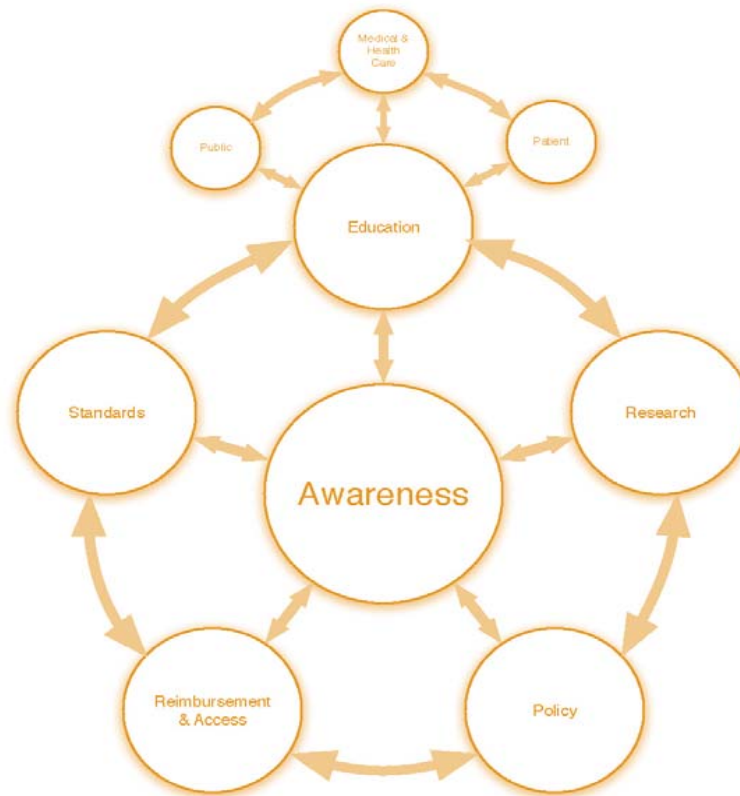 Medical &
Health
Care
Public
Patient
Education
Standards
Research
Awareness
Reimbursement
& Access
Policy